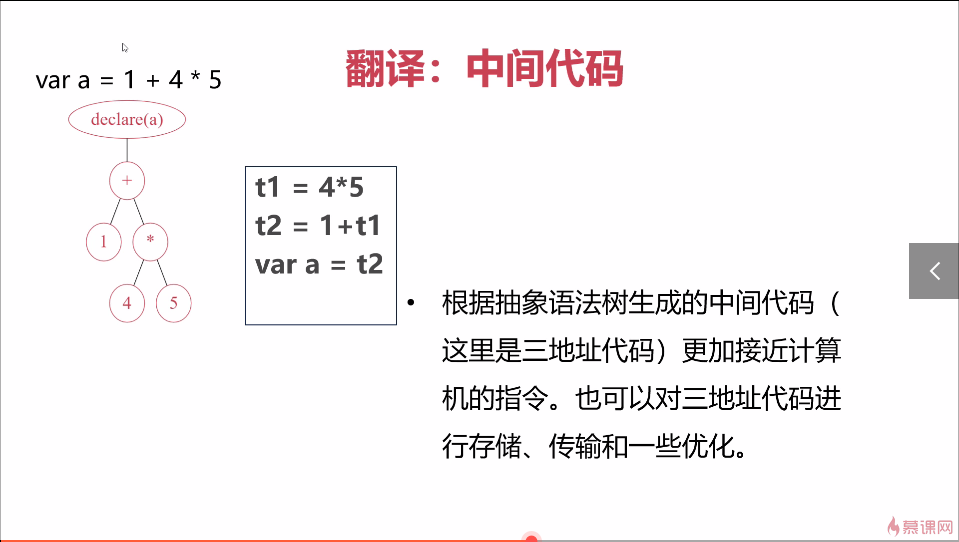 翻译：中间代码
var a = 1 + 4 * 5
declare(a)
+
1
*
4
5
t1 = 4*5
t2 = 1+t1
var a = t2
• 根据抽象语法树生成的中间代码（
这里是三地址代码）更加接近计算
机的指令。也可以对三地址代码进
行存储、传输和一些优化。
慕课网